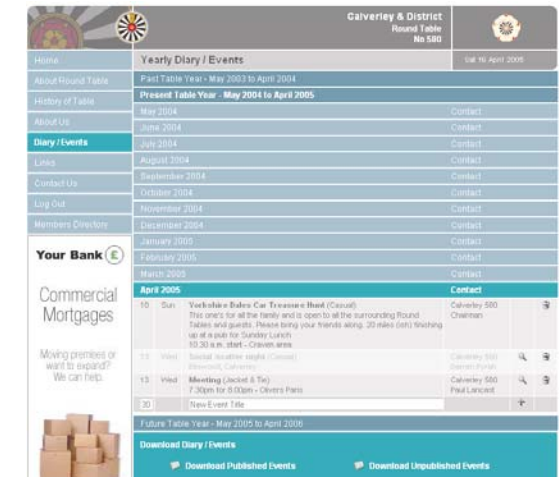 Calverley & District
Round Table
No 580
Home
Yearly Diary / Events
Sat 16 April 2005
About Round Table
Past Table Year - May 2003 to April 2004
History of Table
Present Table Year - May 2004 to April 2005
About Us
May 2004 Contact
June 2004 Contact
Diary / Events
July 2004 Contact
Links
August 2004 Contact
Contact Us
September 2004 Contact
October 2004 Contact
Log Out
November 2004 Contact
Members Directory
December 2004 Contact
January 2005 Contact
February 2005 Contact
March 2005 Contact
April 2005 Contact
10 Sun Yorkshire Dales Car Treasure Hunt (Casual) Calverley 580
This one's for all the family and is open to all the surrounding Round Chairman
Tables and guests. Please bring your friends along. 20 miles (ish) finishing
up at a pub for Sunday Lunch
10.30 a.m. start - Craven area
Wed Social night (Casual) Calverley 580
Calverley
13 Wed Meeting (Jacket & Tie) Calverley 580
7:30pm for 8:00pm - Olivers Paul
30 New Event Title
Future Table Year - May 2005 to April 2006
Download Diary / Events
Download Published Events
Download Unpublished Events
Your Bank £
Commercial
Mortgages
Moving premises or
want to expand?
We can help.